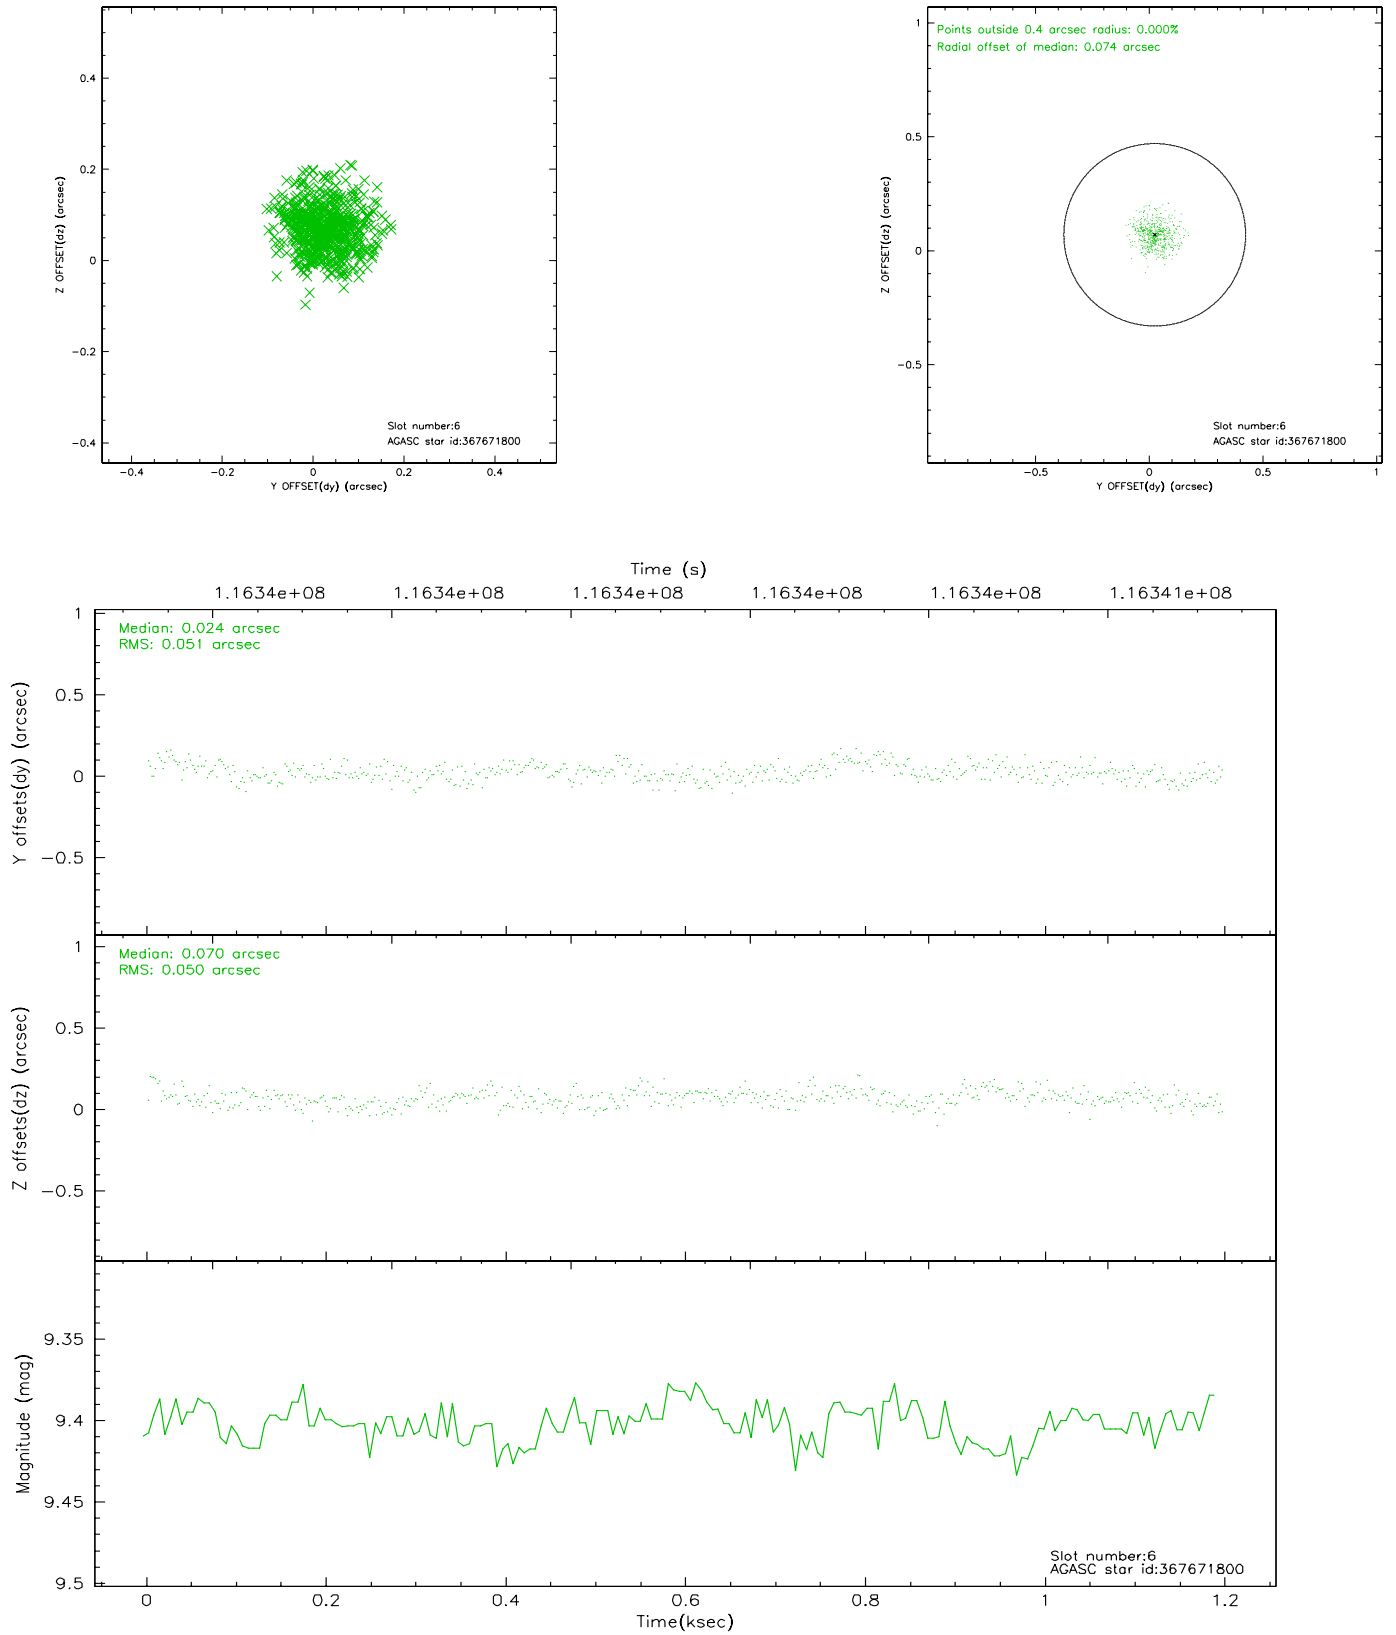 0.4
0.2
0
−0.2
−0.4
Z OFFSET(dz) (arcsec)
Slot number:6
AGASC star id:367671800
−0.4 −0.2 0 0.2 0.4
Y OFFSET(dy) (arcsec)
Points outside 0.4 arcsec radius: 0.000%
Radial offset of median: 0.074 arcsec
1
0.5
0
−0.5
Z OFFSET(dz) (arcsec)
Slot number:6
AGASC star id:367671800
−0.5 0 0.5 1
Y OFFSET(dy) (arcsec)
Time (s)
1.1634e+08 1.1634e+08 1.1634e+08 1.1634e+08 1.1634e+08 1.16341e+08
Median: 0.024 arcsec
RMS: 0.051 arcsec
1
0.5
0
−0.5
Y offsets(dy) (arcsec)
Median: 0.070 arcsec
RMS: 0.050 arcsec
1
0.5
0
−0.5
Z offsets(dz) (arcsec)
9.35
9.4
9.45
9.5
Magnitude (mag)
Slot number:6
AGASC star id:367671800
0 0.2 0.4 0.6 0.8 1 1.2
Time(ksec)